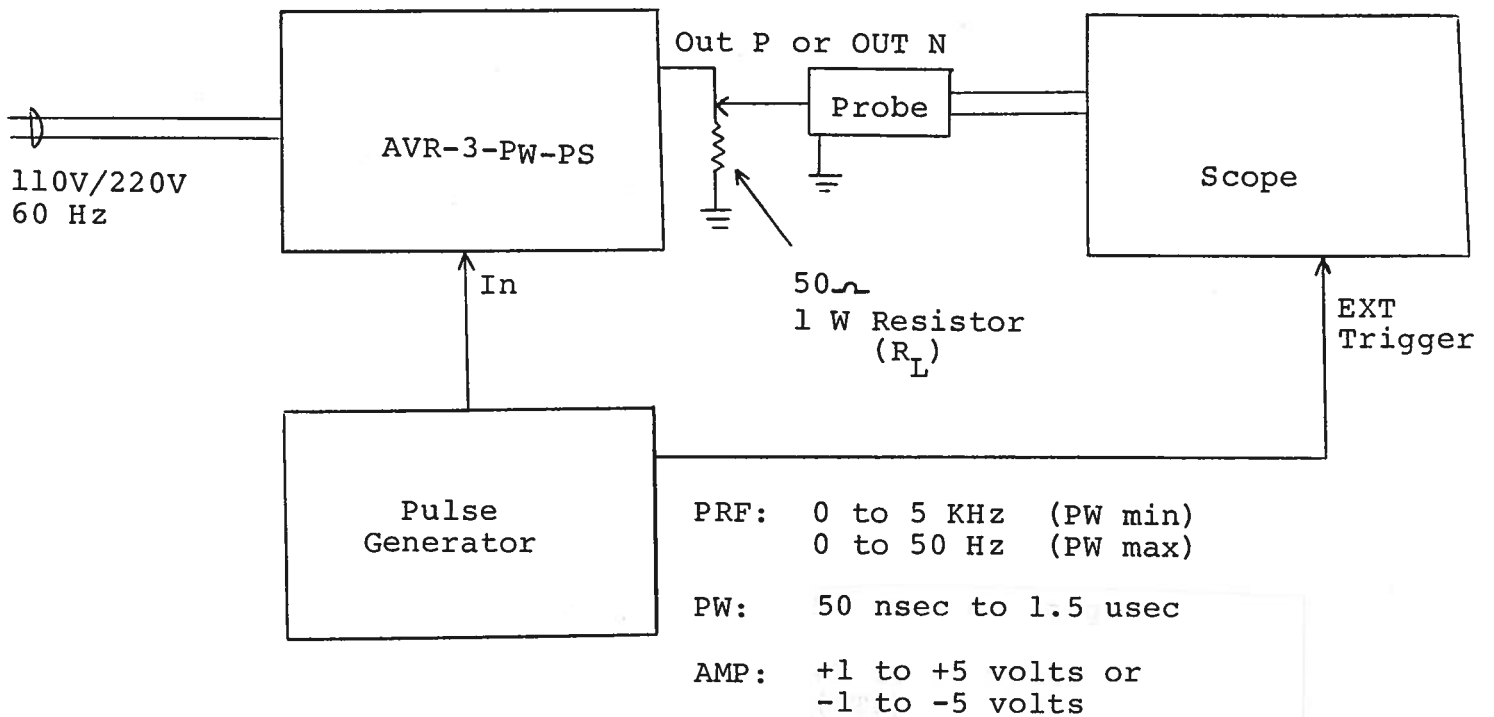 Out P or OUT N
Probe
AVR-3-PW-PS
Scope
110V/220V
60 Hz
In
50Ω
1 W Resistor
(RL)
EXT
Trigger
Pulse
Generator
PRF: 0 to 5 KHz (PW min)
0 to 50 Hz (PW max)
PW: 50 nsec to 1.5 usec
AMP: +1 to +5 volts or
-1 to -5 volts